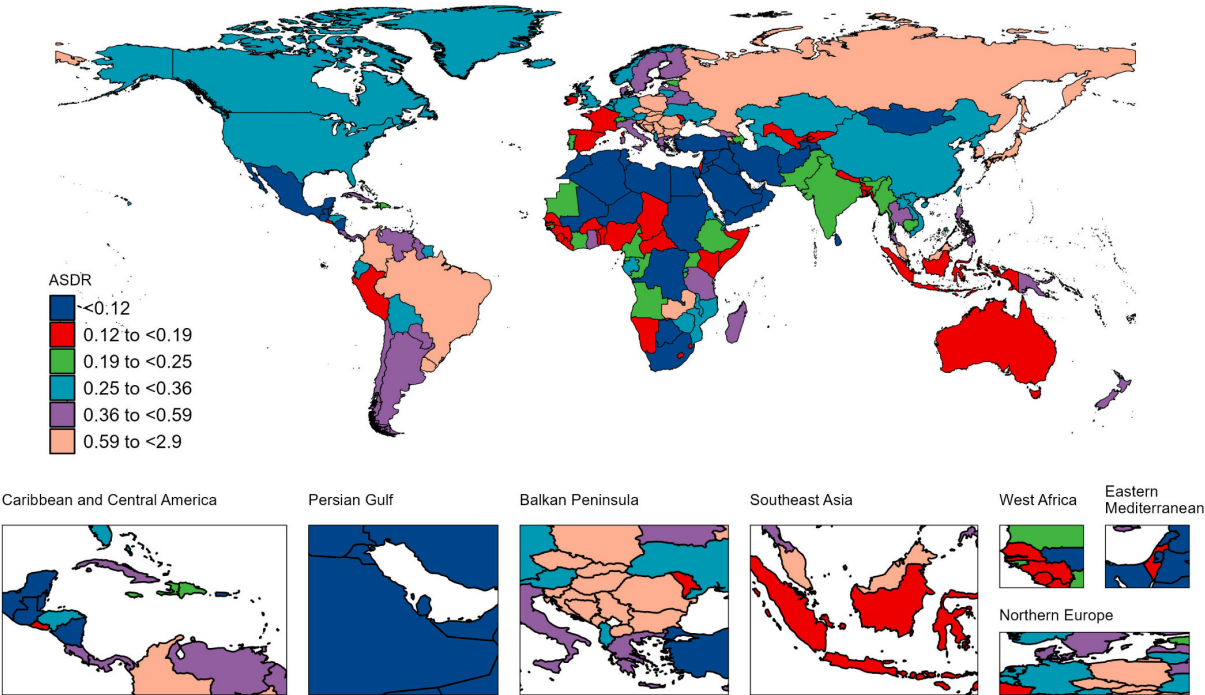 ASDR
<0.12
0.12 to <0.19
0.19 to <0.25
0.25 to <0.36
0.36 to <0.59
0.59 to <2.9
Caribbean and Central America
Persian Gulf
Balkan Peninsula
Southeast Asia
West Africa
Eastern
Mediterranean
Northern Europe